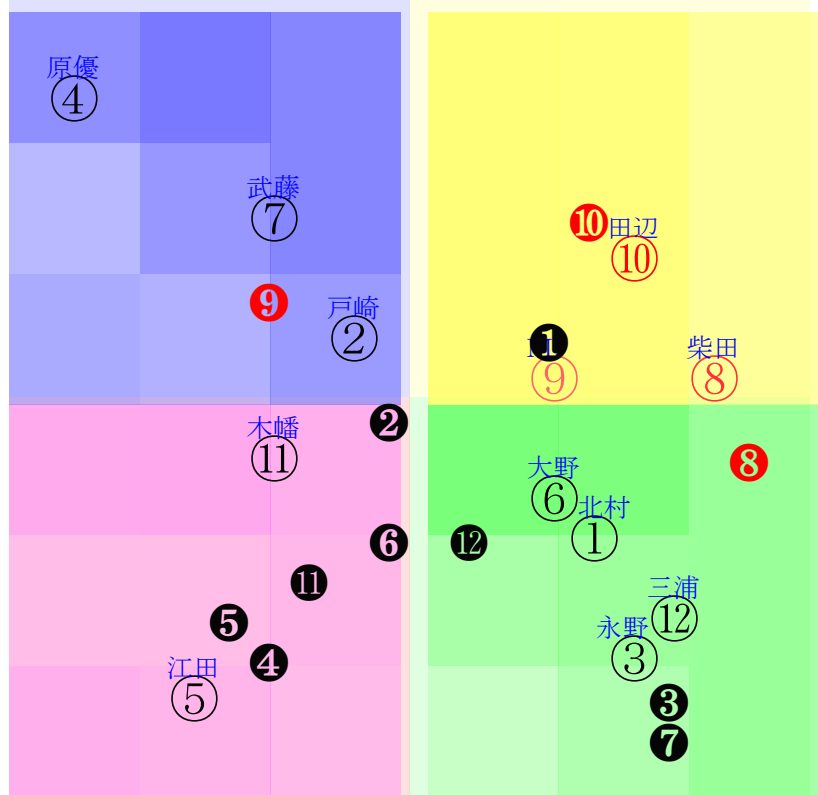 原優
④
武藤
⑦
❿
田辺
⑩
❾
戸崎
②
❶
⑨
柴田
⑧
❷
木幡
⑪
大野
⑥
❽
北村
①
❻
⓬
⓫
三浦
⑫
❺
永野
③
❹
江田
⑤
❸
❼